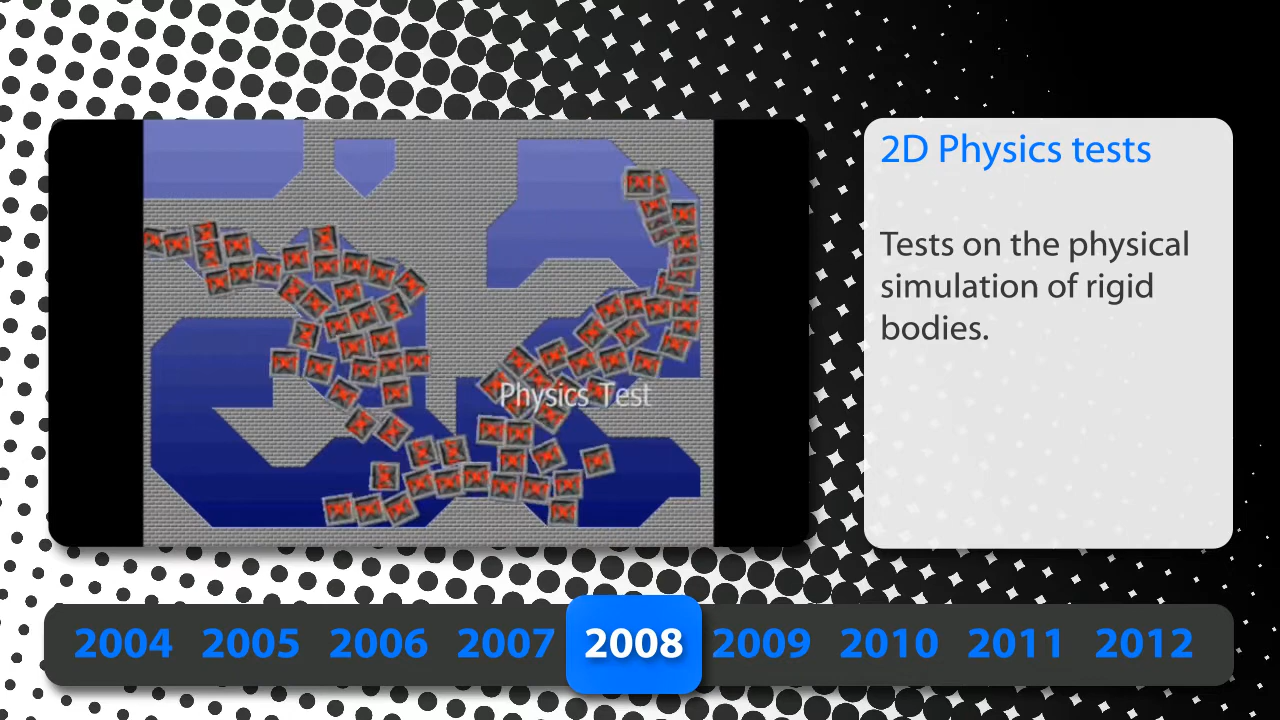 2D Physics tests
Tests on the physical
simulation of rigid
bodies.
Physics Test
2004 2005 2006 2007 2008 2009 2010 2011 2012